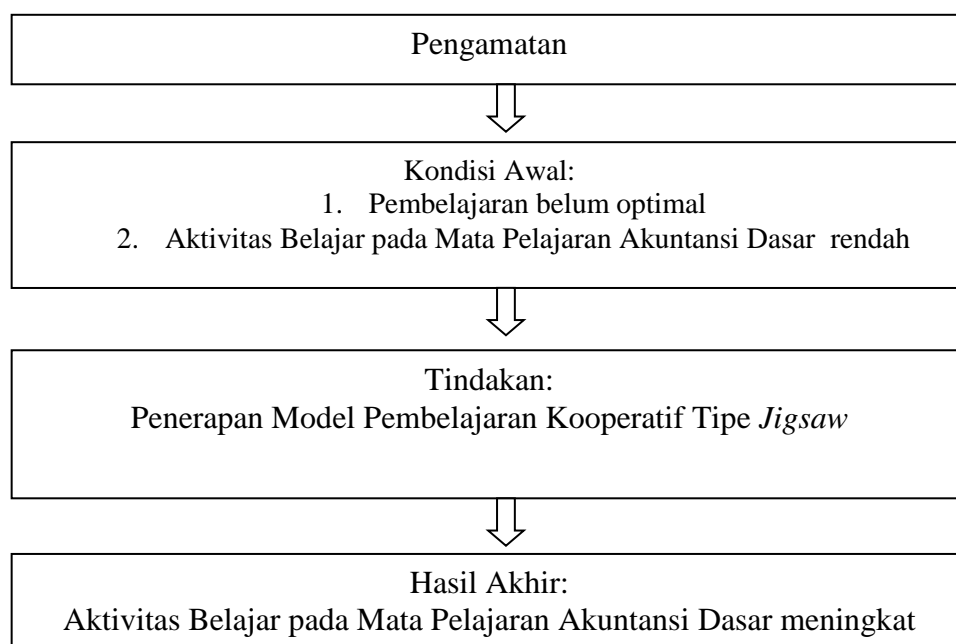 Pengamatan
Kondisi Awal:
1. Pembelajaran belum optimal
2. Aktivitas Belajar pada Mata Pelajaran Akuntansi Dasar rendah
Tindakan:
Penerapan Model Pembelajaran Kooperatif Tipe Jigsaw
Hasil Akhir:
Aktivitas Belajar pada Mata Pelajaran Akuntansi Dasar meningkat